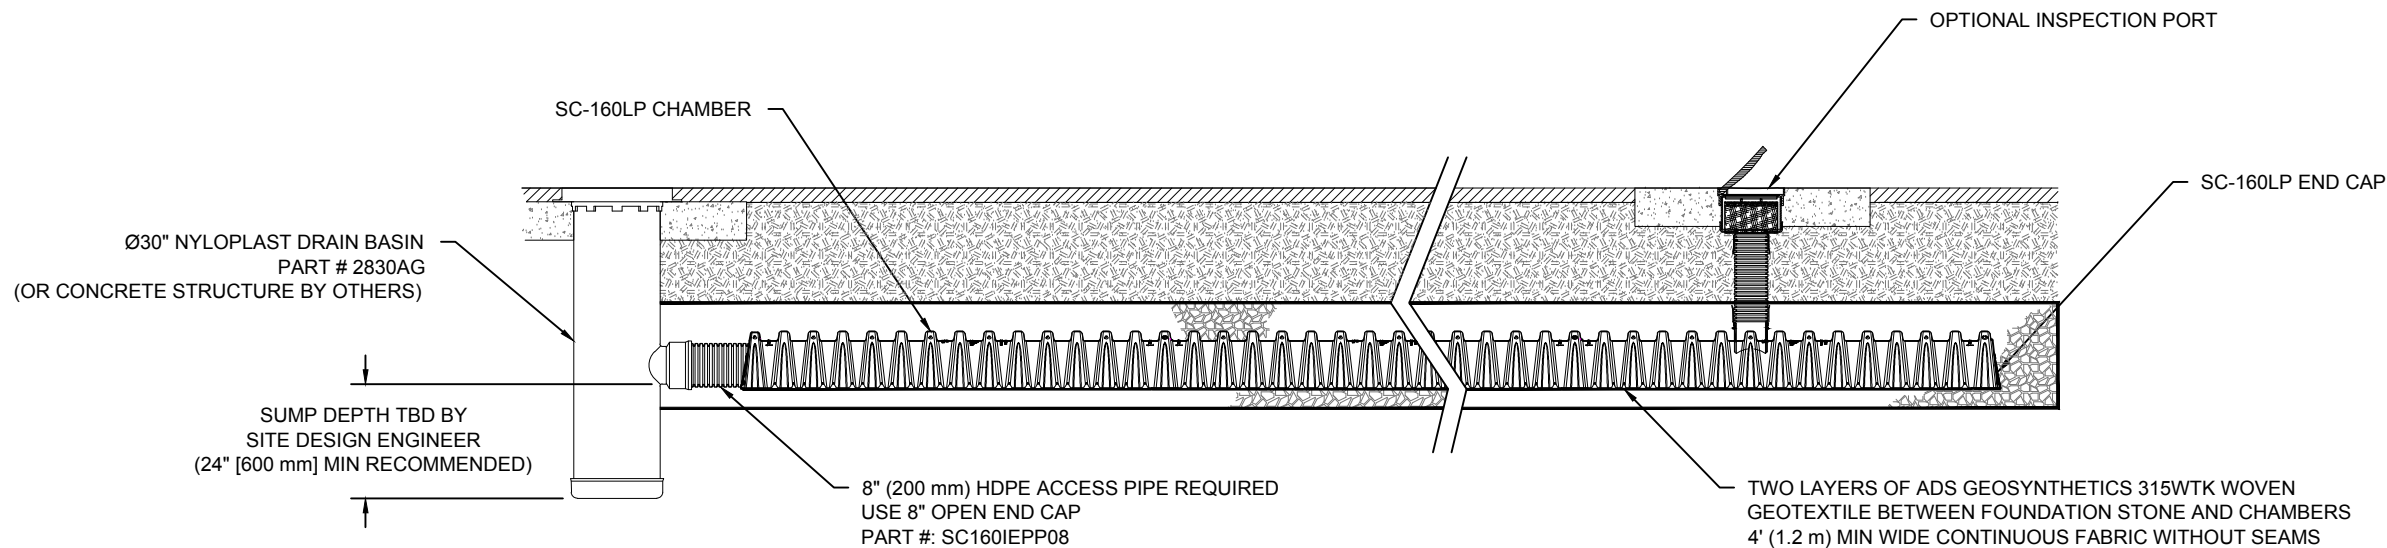 OPTIONAL INSPECTION PORT
SC-160LP CHAMBER
SC-160LP END CAP
Ø30" NYLOPLAST DRAIN BASIN
PART # 2830AG
(OR CONCRETE STRUCTURE BY OTHERS)
SUMP DEPTH TBD BY
SITE DESIGN ENGINEER
(24" [600 mm] MIN RECOMMENDED)
8" (200 mm) HDPE ACCESS PIPE REQUIRED
USE 8" OPEN END CAP
PART #: SC160IEPP08
TWO LAYERS OF ADS GEOSYNTHETICS 315WTK WOVEN
GEOTEXTILE BETWEEN FOUNDATION STONE AND CHAMBERS
4' (1.2 m) MIN WIDE CONTINUOUS FABRIC WITHOUT SEAMS